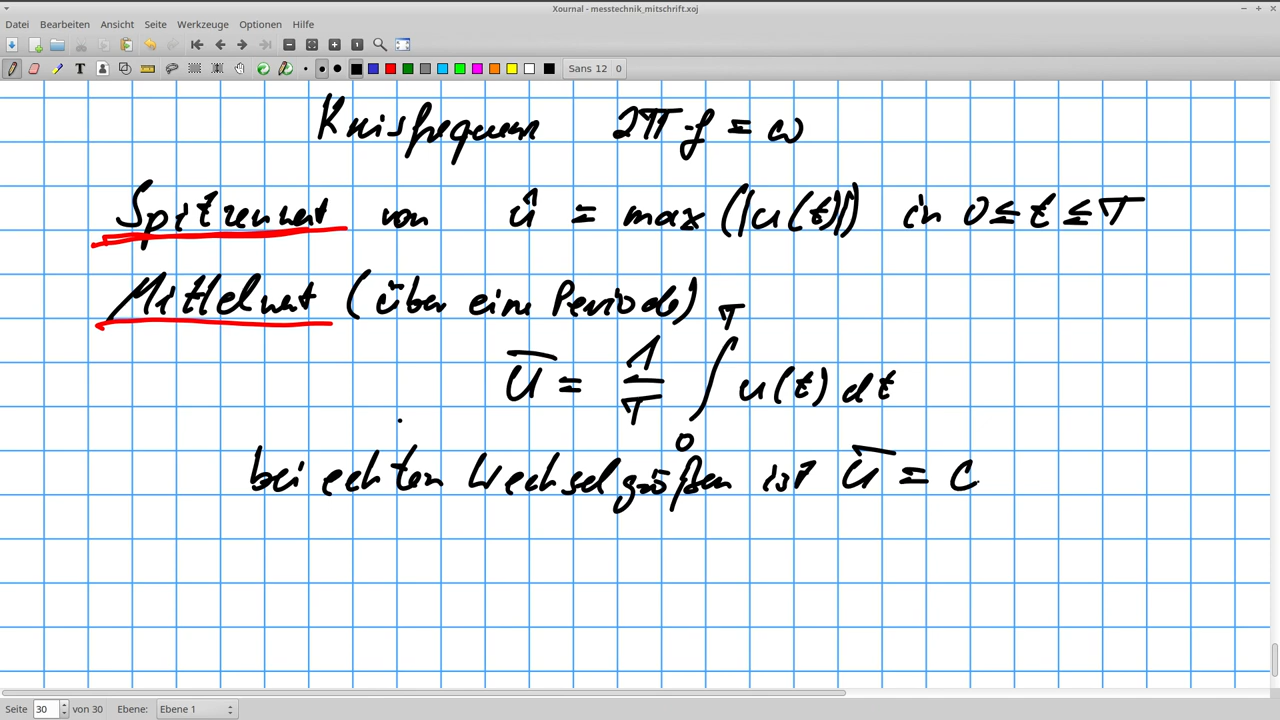 Xournal - messtechnik_mitschrift.xoj
Datei Bearbeiten Ansicht Seite Werkzeuge Optionen Hilfe
Sans 12 0
Kreisfrequenz 2π·f = ω
Spitzenwert von û = max (|u(t)|) in 0 ≤ t ≤ T
Mittelwert (über eine Periode)
U̅ = 1/T ∫₀ᵀ u(t) dt
bei echten Wechselgrößen ist U̅ = C
Seite 30 von 30 Ebene: Ebene 1